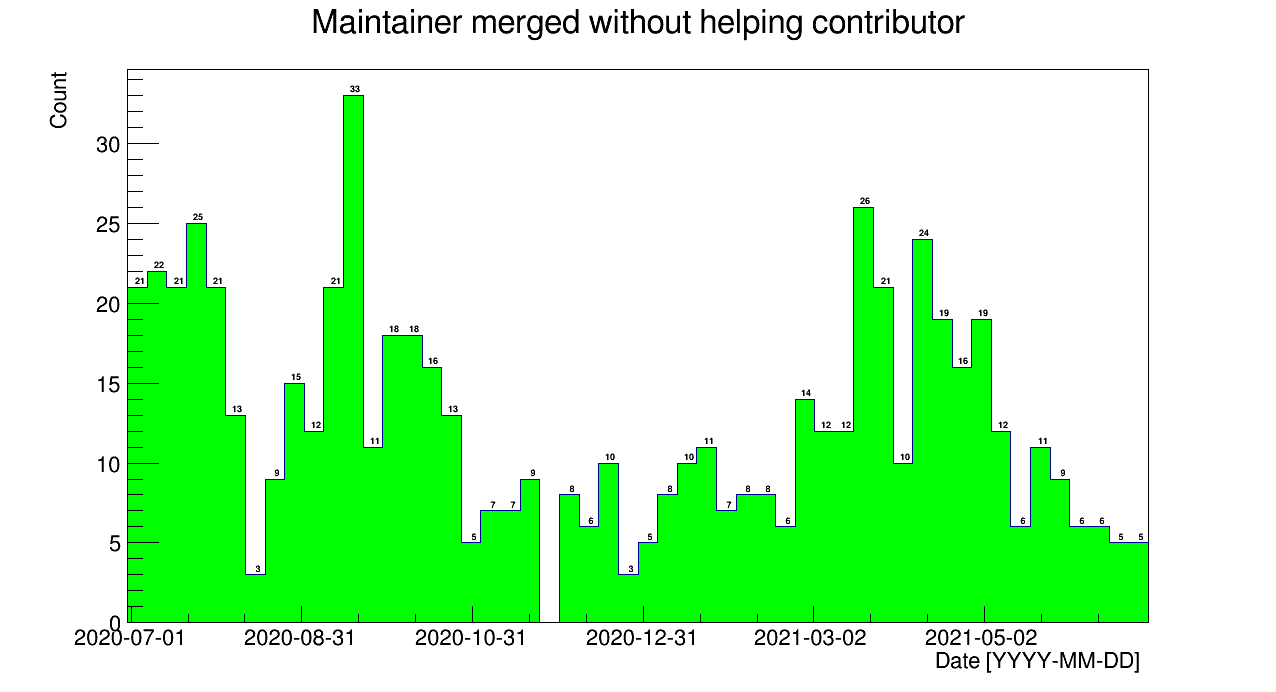 Maintainer merged without helping contributor
Count
33
30
26
25
25
24
22
21 21 21 21 21
20
19 19
18 18
16 16
15
15
14
13 13
12 12 12 12
11 11 11
10
10 10 10
9 9 9
8 8 8 8
7 7 7
6 6 6 6 6
5
5 5 5 5
3 3
0
2020-07-01 2020-08-31 2020-10-31 2020-12-31 2021-03-02 2021-05-02
Date [YYYY-MM-DD]